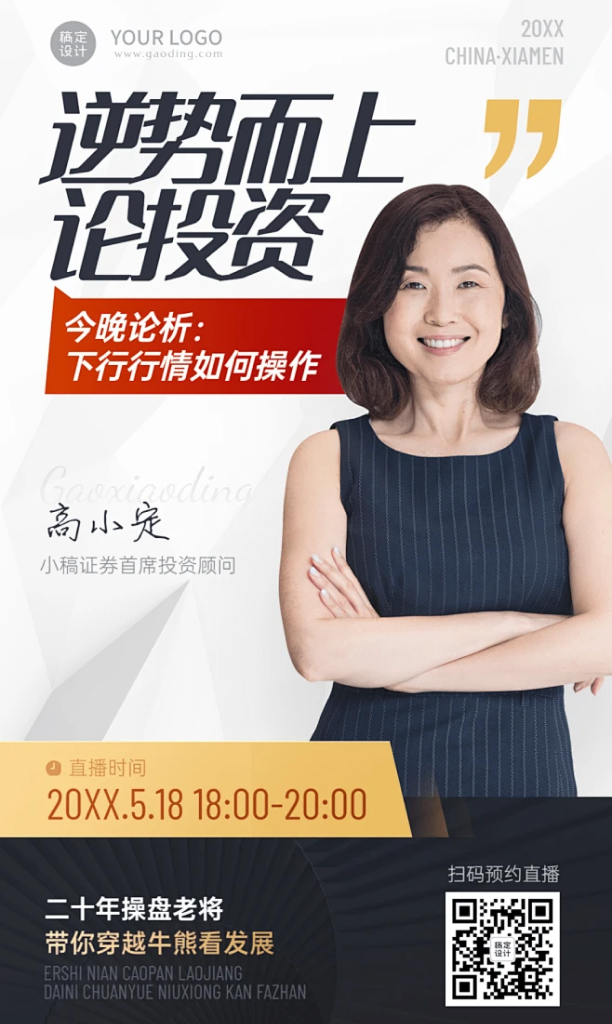 稿定
设计
YOUR LOGO
www.gaoding.com
20XX
CHINA·XIAMEN
逆势而上
论投资
今晚论析：
下行行情如何操作
Gaoxiaoding
高小定
小稿证券首席投资顾问
直播时间
20XX.5.18 18:00-20:00
二十年操盘老将
带你穿越牛熊看发展
ERSHI NIAN CAOPAN LAOJIANG
DAINI CHUANYUE NIUXIONG KAN FAZHAN
扫码预约直播
稿定
设计